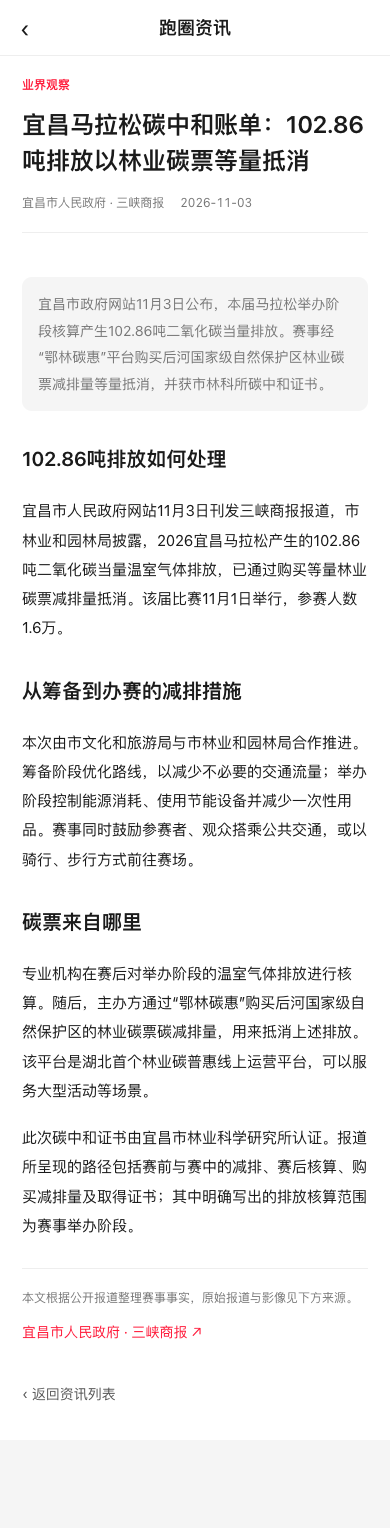 ‹
跑圈资讯
业界观察
宜昌马拉松碳中和账单：102.86
吨排放以林业碳票等量抵消
宜昌市人民政府 · 三峡商报 2026-11-03
宜昌市政府网站11月3日公布，本届马拉松举办阶
段核算产生102.86吨二氧化碳当量排放。赛事经
“鄂林碳惠”平台购买后河国家级自然保护区林业碳
票减排量等量抵消，并获市林科所碳中和证书。
102.86吨排放如何处理
宜昌市人民政府网站11月3日刊发三峡商报报道，市
林业和园林局披露，2026宜昌马拉松产生的102.86
吨二氧化碳当量温室气体排放，已通过购买等量林业
碳票减排量抵消。该届比赛11月1日举行，参赛人数
1.6万。
从筹备到办赛的减排措施
本次由市文化和旅游局与市林业和园林局合作推进。
筹备阶段优化路线，以减少不必要的交通流量；举办
阶段控制能源消耗、使用节能设备并减少一次性用
品。赛事同时鼓励参赛者、观众搭乘公共交通，或以
骑行、步行方式前往赛场。
碳票来自哪里
专业机构在赛后对举办阶段的温室气体排放进行核
算。随后，主办方通过“鄂林碳惠”购买后河国家级自
然保护区的林业碳票碳减排量，用来抵消上述排放。
该平台是湖北首个林业碳普惠线上运营平台，可以服
务大型活动等场景。
此次碳中和证书由宜昌市林业科学研究所认证。报道
所呈现的路径包括赛前与赛中的减排、赛后核算、购
买减排量及取得证书；其中明确写出的排放核算范围
为赛事举办阶段。
本文根据公开报道整理赛事事实，原始报道与影像见下方来源。
宜昌市人民政府 · 三峡商报 ↗
‹ 返回资讯列表